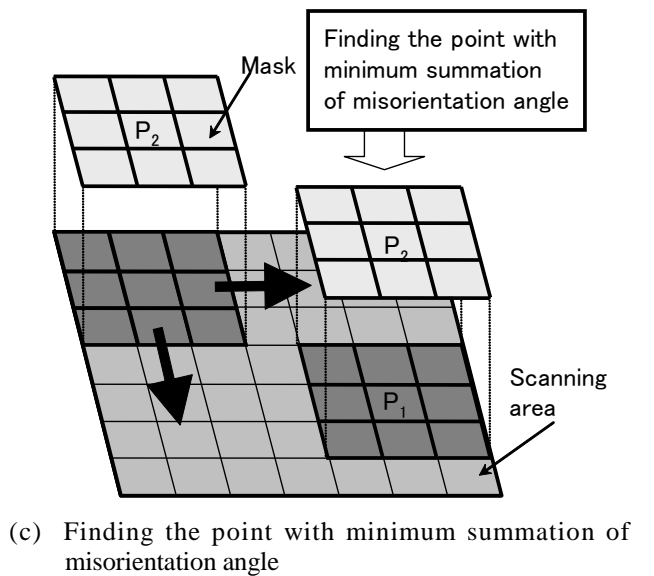 Finding the point with
minimum summation
of misorientation angle
Mask
P₂
P₂
P₁
Scanning
area
(c) Finding the point with minimum summation of
misorientation angle